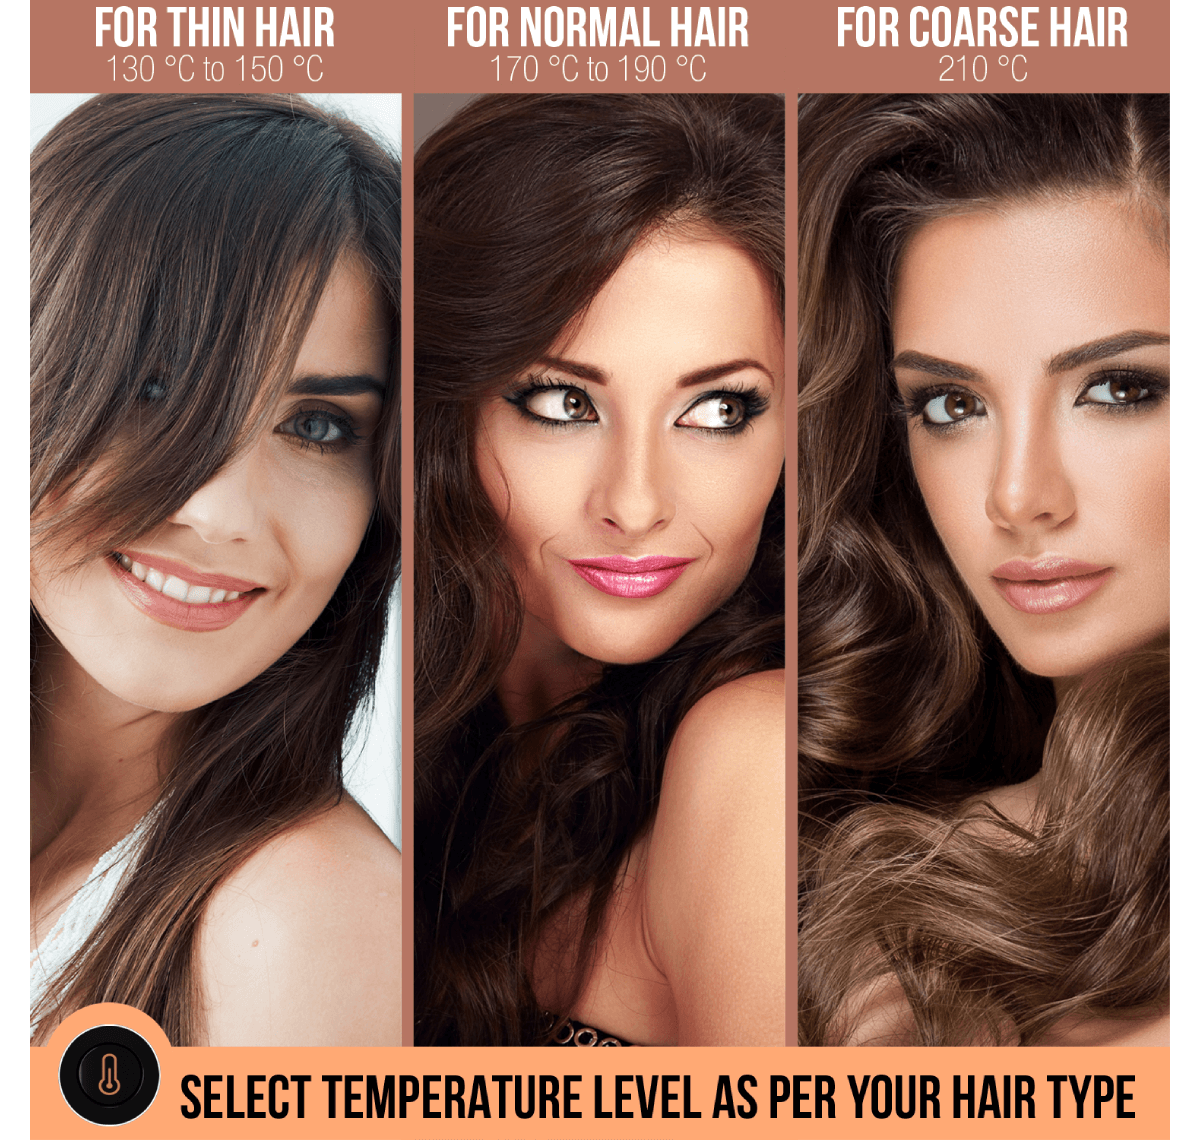 FOR THIN HAIR
130 °C to 150 °C
FOR NORMAL HAIR
170 °C to 190 °C
FOR COARSE HAIR
210 °C
SELECT TEMPERATURE LEVEL AS PER YOUR HAIR TYPE